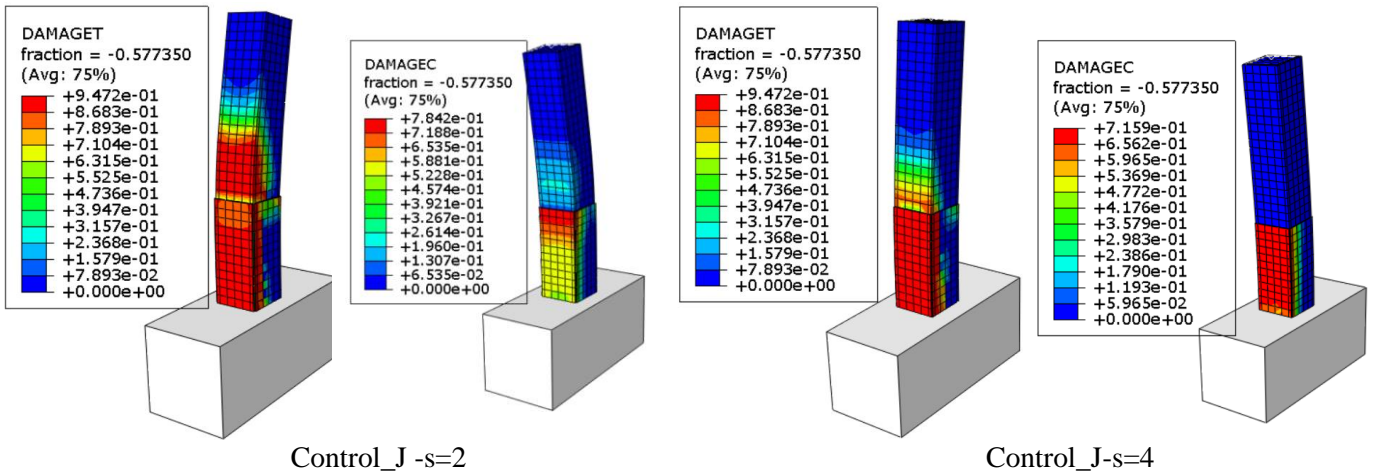 DAMAGET
fraction = -0.577350
(Avg: 75%)
+9.472e-01
+8.683e-01
+7.893e-01
+7.104e-01
+6.315e-01
+5.525e-01
+4.736e-01
+3.947e-01
+3.157e-01
+2.368e-01
+1.579e-01
+7.893e-02
+0.000e+00
DAMAGEC
fraction = -0.577350
(Avg: 75%)
+7.842e-01
+7.188e-01
+6.535e-01
+5.881e-01
+5.228e-01
+4.574e-01
+3.921e-01
+3.267e-01
+2.614e-01
+1.960e-01
+1.307e-01
+6.535e-02
+0.000e+00
Control_J -s=2
DAMAGET
fraction = -0.577350
(Avg: 75%)
+9.472e-01
+8.683e-01
+7.893e-01
+7.104e-01
+6.315e-01
+5.525e-01
+4.736e-01
+3.947e-01
+3.157e-01
+2.368e-01
+1.579e-01
+7.893e-02
+0.000e+00
DAMAGEC
fraction = -0.577350
(Avg: 75%)
+7.159e-01
+6.562e-01
+5.965e-01
+5.369e-01
+4.772e-01
+4.176e-01
+3.579e-01
+2.983e-01
+2.386e-01
+1.790e-01
+1.193e-01
+5.965e-02
+0.000e+00
Control_J-s=4